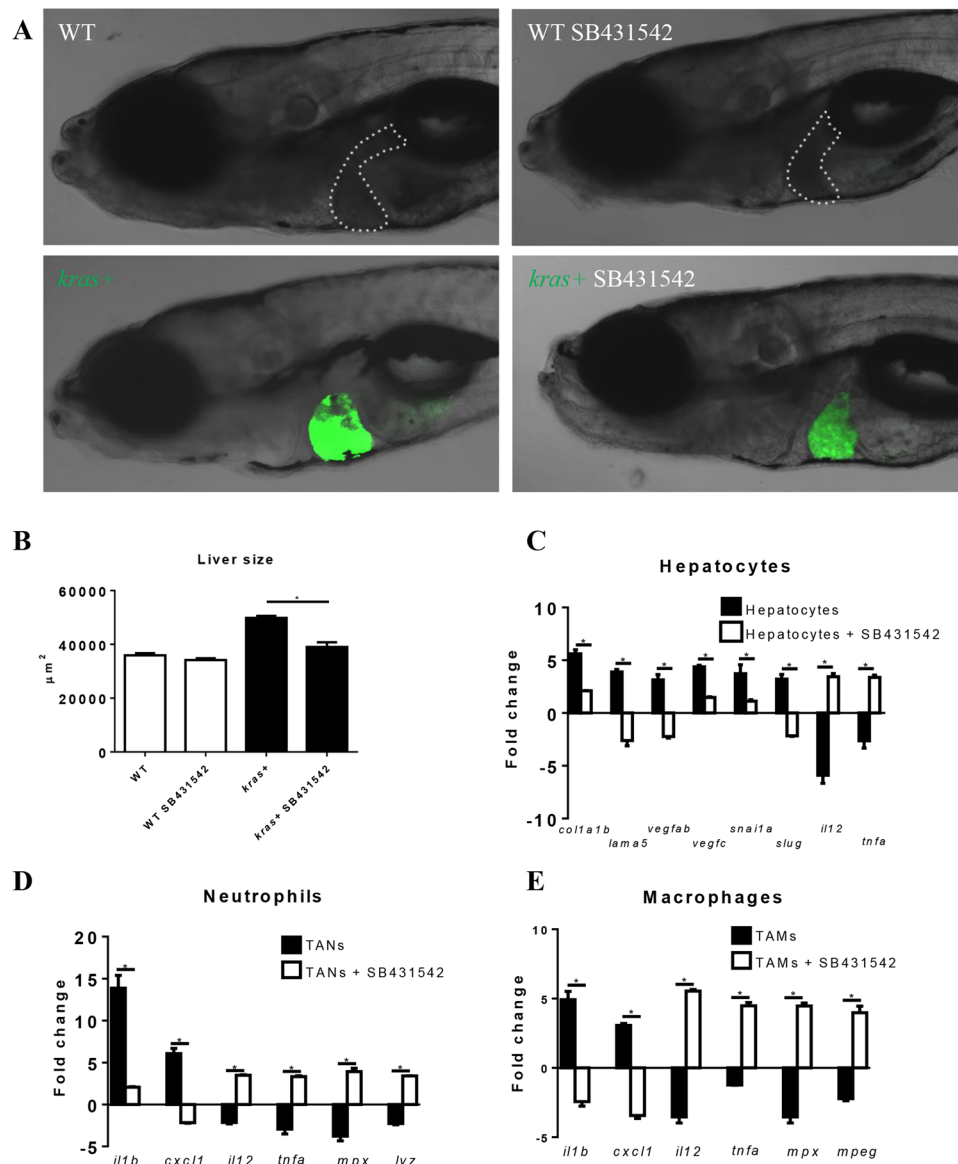 A
WT
WT SB431542
kras+
kras+ SB431542
B
Liver size
60000
40000
20000
0
μm2
*
WT
WT SB431542
kras+
kras+ SB431542
C
Hepatocytes
Hepatocytes
Hepatocytes + SB431542
10
5
0
-5
-10
Fold change
* * * * * * * *
col1a1b
lama5
vegfab
vegfc
snai1a
slug
il12
tnfa
D
Neutrophils
TANs
TANs + SB431542
20
15
10
5
0
-5
Fold change
* * * * * *
il1b cxcl1 il12 tnfa mpx lyz
E
Macrophages
TAMs
TAMs + SB431542
10
5
0
-5
Fold change
* * * * * *
il1b cxcl1 il12 tnfa mpx mpeg